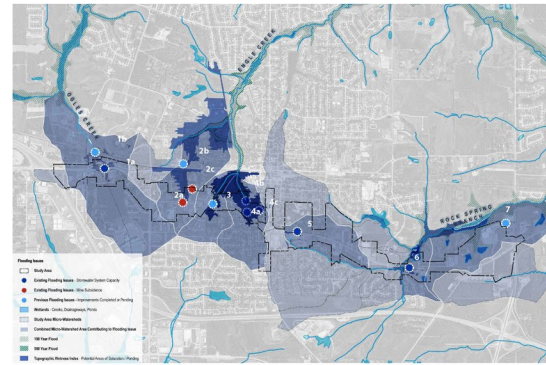 COLES CREEK
ENGLE CREEK
1b
1a
2b
2c
2a
3
4a
4c
5
6
7
ROCK SPRING
BRANCH
Flooding Issues
Study Area
Existing Flooding Issues - Stormwater System Capacity
Existing Flooding Issues - Mine Subsidence
Previous Flooding Issues - Improvements Completed or Pending
Wetlands - Creeks, Drainageways, Ponds
Study Area Micro-Watersheds
Combined Micro-Watershed Area Contributing to Flooding Issue
100 Year Flood
500 Year Flood
Topographic Wetness Index - Potential Areas of Saturation / Ponding